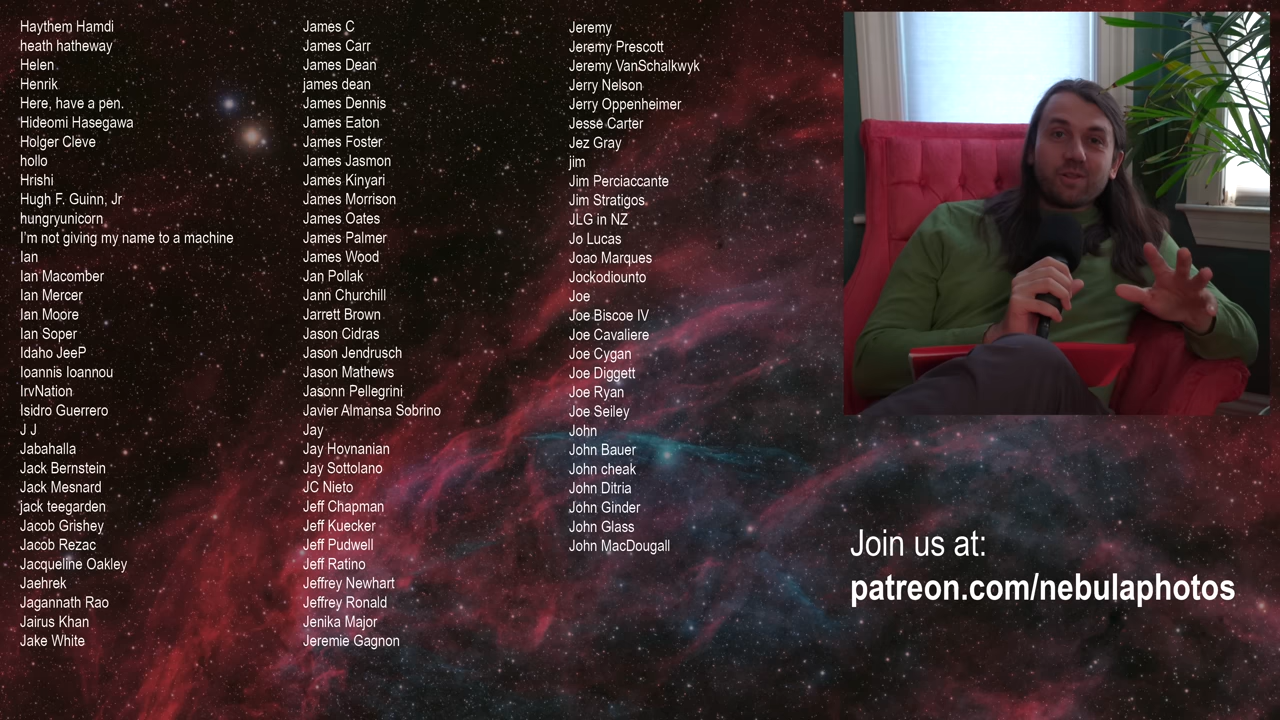 Haythem Hamdi
heath hatheway
Helen
Henrik
Here, have a pen.
Hideomi Hasegawa
Holger Cleve
hollo
Hrishi
Hugh F. Guinn, Jr
hungryunicorn
I'm not giving my name to a machine
Ian
Ian Macomber
Ian Mercer
Ian Moore
Ian Soper
Idaho JeeP
Ioannis Ioannou
IrvNation
Isidro Guerrero
J J
Jabahalla
Jack Bernstein
Jack Mesnard
jack teegarden
Jacob Grishey
Jacob Rezac
Jacqueline Oakley
Jaehrek
Jagannath Rao
Jairus Khan
Jake White
James C
James Carr
James Dean
james dean
James Dennis
James Eaton
James Foster
James Jasmon
James Kinyari
James Morrison
James Oates
James Palmer
James Wood
Jan Pollak
Jann Churchill
Jarrett Brown
Jason Cidras
Jason Jendrusch
Jason Mathews
Jasonn Pellegrini
Javier Almansa Sobrino
Jay
Jay Hovnanian
Jay Sottolano
JC Nieto
Jeff Chapman
Jeff Kuecker
Jeff Pudwell
Jeff Ratino
Jeffrey Newhart
Jeffrey Ronald
Jenika Major
Jeremie Gagnon
Jeremy
Jeremy Prescott
Jeremy VanSchalkwyk
Jerry Nelson
Jerry Oppenheimer
Jesse Carter
Jez Gray
jim
Jim Perciaccante
Jim Stratigos
JLG in NZ
Jo Lucas
Joao Marques
Jockodiounto
Joe
Joe Biscoe IV
Joe Cavaliere
Joe Cygan
Joe Diggett
Joe Ryan
Joe Seiley
John
John Bauer
John cheak
John Ditria
John Ginder
John Glass
John MacDougall
Join us at:
patreon.com/nebulaphotos